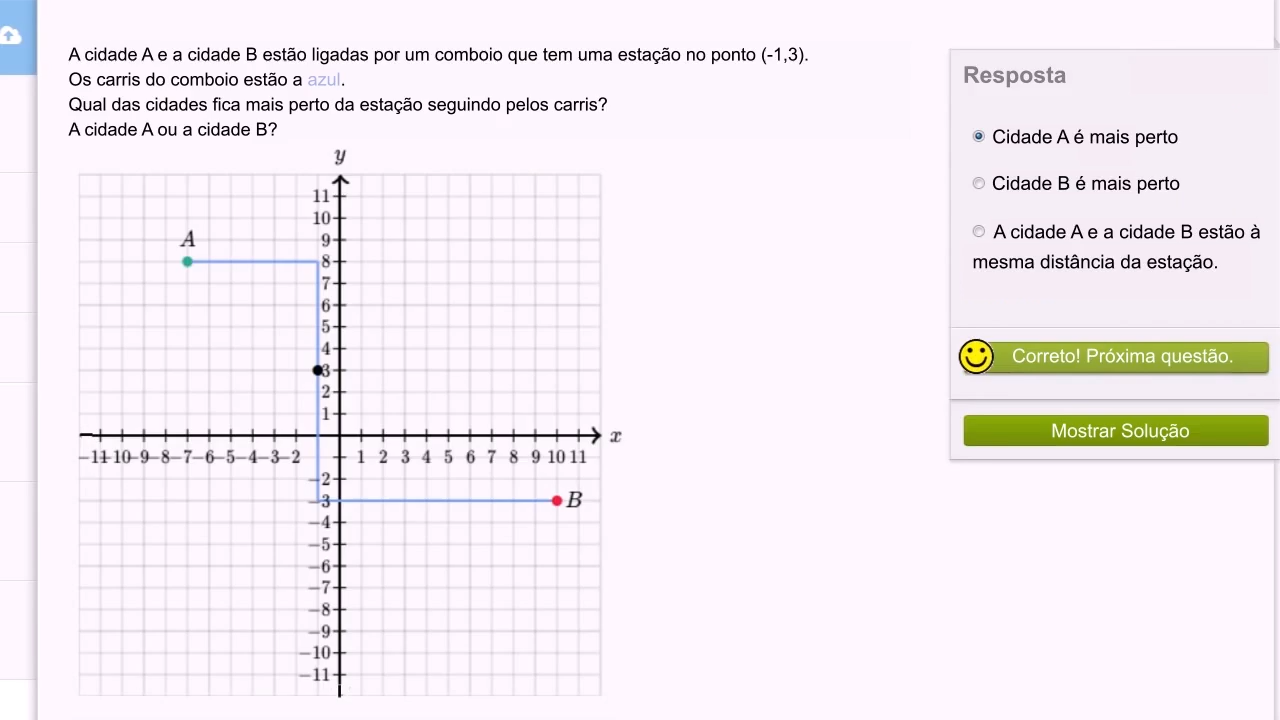 A cidade A e a cidade B estão ligadas por um comboio que tem uma estação no ponto (-1,3).
Os carris do comboio estão a azul.
Qual das cidades fica mais perto da estação seguindo pelos carris?
A cidade A ou a cidade B?
Resposta
Cidade A é mais perto
Cidade B é mais perto
A cidade A e a cidade B estão à
mesma distância da estação.
Correto! Próxima questão.
Mostrar Solução
y
11
10
A
9
8
7
6
5
4
3
2
1
x
−11−10−9−8−7−6−5−4−3−2 1 2 3 4 5 6 7 8 9 10 11
−2
−3
B
−4
−5
−6
−7
−8
−9
−10
−11